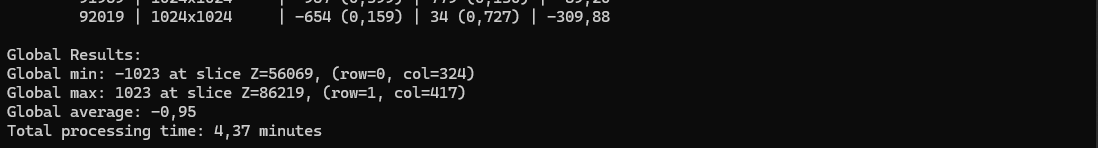 92019 | 1024x1024     | -654 (0,159) | 34 (0,727) | -309,88
Global Results:
Global min: -1023 at slice Z=56069, (row=0, col=324)
Global max: 1023 at slice Z=86219, (row=1, col=417)
Global average: -0,95
Total processing time: 4,37 minutes